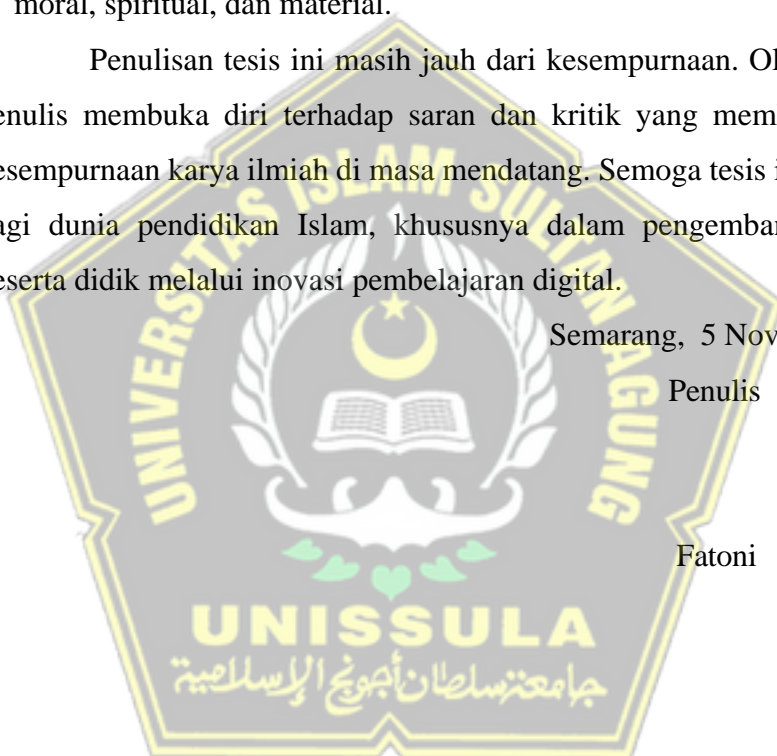 moral, spiritual, dan material.
Penulisan tesis ini masih jauh dari kesempurnaan.
enulis membuka diri terhadap saran dan kritik yang mem
esempurnaan karya ilmiah di masa mendatang. Semoga tesis i
agi dunia pendidikan Islam, khususnya dalam pengembar
eserta didik melalui inovasi pembelajaran digital.
Semarang, 5 Nov
Penulis
Fatoni
UNIVERSITAS ISLAM SULTAN AGUNG
UNISSULA
جامعة سلطان أجونج الإسلامية